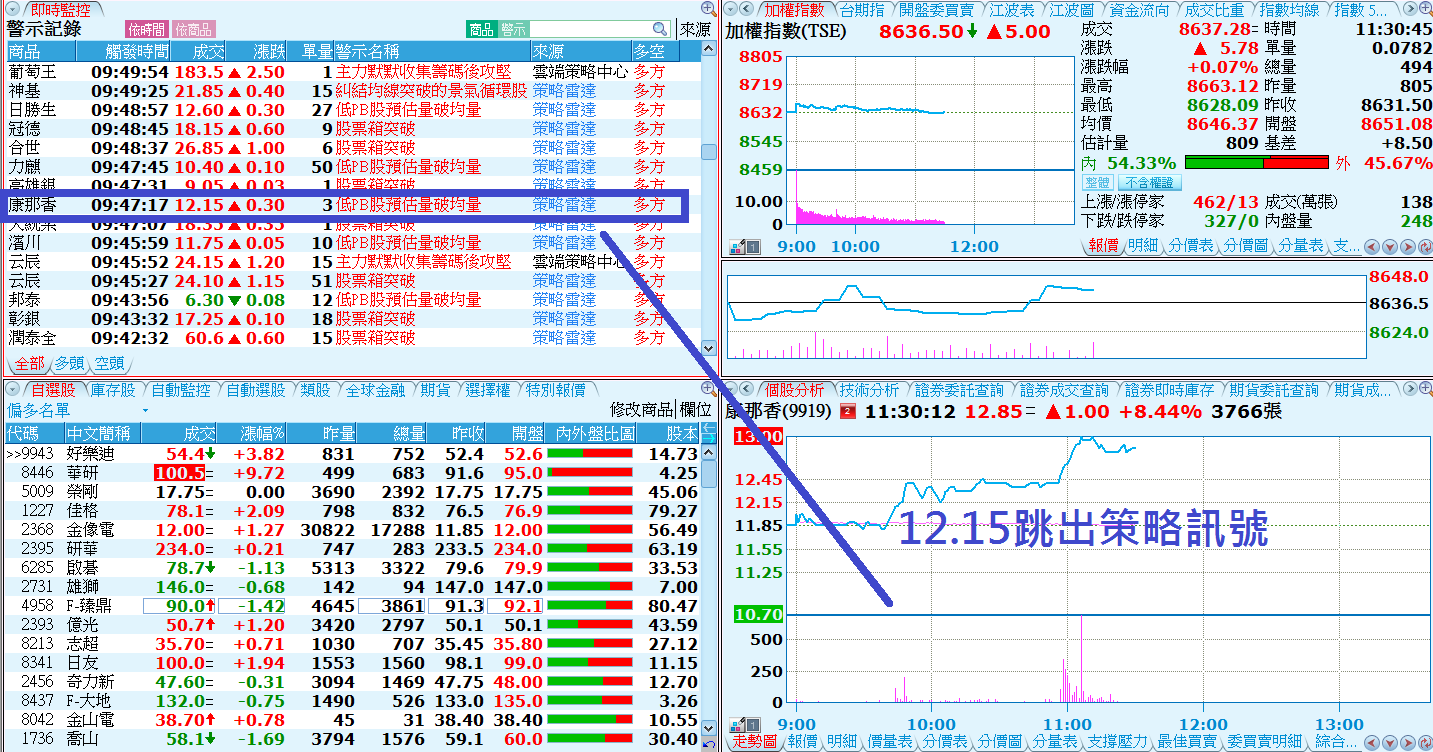 即時監控
警示記錄 依時間 依商品 商品 警示 來源
商品 觸發時間 成交 漲跌 單量 警示名稱 來源 多空
葡萄王 09:49:54 183.5▲ 2.50 1 主力默默收集籌碼後攻堅 雲端策略中心 多方
神基 09:49:25 21.85▲ 0.40 15 糾結均線突破的景氣循環股 策略雷達 多方
日勝生 09:48:57 12.60▲ 0.30 27 低PB股預估量破均量 策略雷達 多方
冠德 09:48:45 18.15▲ 0.60 9 股票箱突破 策略雷達 多方
合世 09:48:37 26.85▲ 1.00 6 股票箱突破 策略雷達 多方
力麒 09:47:45 10.40▲ 0.10 50 低PB股預估量破均量 策略雷達 多方
高雄銀 09:47:31 9.05▲ 0.03 1 股票箱突破 策略雷達 多方
康那香 09:47:17 12.15▲ 0.30 3 低PB股預估量破均量 策略雷達 多方
大統染 09:47:07 18.35▲ 0.35 1 股票箱突破 策略雷達 多方
濱川 09:45:59 11.75▲ 0.05 10 低PB股預估量破均量 策略雷達 多方
云辰 09:45:52 24.15▲ 1.20 15 主力默默收集籌碼後攻堅 雲端策略中心 多方
云辰 09:45:27 24.10▲ 1.15 51 股票箱突破 策略雷達 多方
邦泰 09:43:56 6.30▼ 0.08 12 低PB股預估量破均量 策略雷達 多方
彰銀 09:43:32 17.25▲ 0.10 18 股票箱突破 策略雷達 多方
潤泰全 09:42:32 60.6▲ 0.60 15 股票箱突破 策略雷達 多方
全部 多頭 空頭
加權指數 台期指 開盤委買賣 江波表 江波圖 資金流向 成交比重 指數均線 指數 5...
加權指數(TSE) 8636.50↓ ▲5.00
8805
8719
8632
8545
8459
10.00
0
9:00 10:00 12:00
成交 8637.28= 時間 11:30:45
漲跌 ▲ 5.78 單量 0.0782
漲跌幅 +0.07% 總量 494
最高 8663.12 昨量 805
最低 8628.09 昨收 8631.50
均價 8646.37 開盤 8651.08
估計量 809 基差 +8.50
內 54.33% 外 45.67%
整體 不含權證
上漲/漲停家 462/13 成交(萬張) 138
下跌/跌停家 327/0 內盤量 248
報價 明細 分價表 分價圖 分量表 支...
8648.0
8636.5
8624.0
自選股 庫存股 自動監控 自動選股 類股 全球金融 期貨 選擇權 特別報價
偏多名單 修改商品 欄位
代碼 中文簡稱 成交 漲幅% 昨量 總量 昨收 開盤 內外盤比圖 股本
>>9943 好樂迪 54.4↓ +3.82 831 752 52.4 52.6 14.73
8446 華研 100.5= +9.72 499 683 91.6 95.0 4.25
5009 榮剛 17.75= 0.00 3690 2392 17.75 17.75 45.06
1227 佳格 78.1= +2.09 798 832 76.5 76.9 79.27
2368 金像電 12.00= +1.27 30822 17288 11.85 12.00 56.49
2395 研華 234.0= +0.21 747 283 233.5 234.0 63.19
6285 啟碁 78.7↓ -1.13 5313 3322 79.6 79.9 33.53
2731 雄獅 146.0= -0.68 142 94 147.0 147.0 7.00
4958 F-臻鼎 90.0↑ -1.42 4645 3861 91.3 92.1 80.47
2393 億光 50.7↑ +1.20 3420 2797 50.1 50.1 43.59
8213 志超 35.70= +0.71 1030 707 35.45 35.80 27.12
8341 日友 100.0= +1.94 1553 1560 98.1 99.0 11.15
2456 奇力新 47.60= -0.31 3094 1469 47.75 48.00 12.70
8437 F-大地 132.0= -0.75 1490 526 133.0 135.0 3.26
8042 金山電 38.70↑ +0.78 45 31 38.40 38.40 10.55
1736 喬山 58.1↓ -1.69 3794 1576 59.1 60.0 30.40
個股分析 技術分析 證券委託查詢 證券成交查詢 證券即時庫存 期貨委託查詢 期貨成...
康那香(9919) 2 11:30:12 12.85= ▲1.00 +8.44% 3766張
13.00
12.45
12.15
11.85
11.55
11.25
10.70
500
250
0
12.15跳出策略訊號
9:00 10:00 11:00 12:00 13:00
走勢圖 報價 明細 價量表 分價表 分價圖 分量表 支撐壓力 最佳買賣 委買賣明細 綜合...